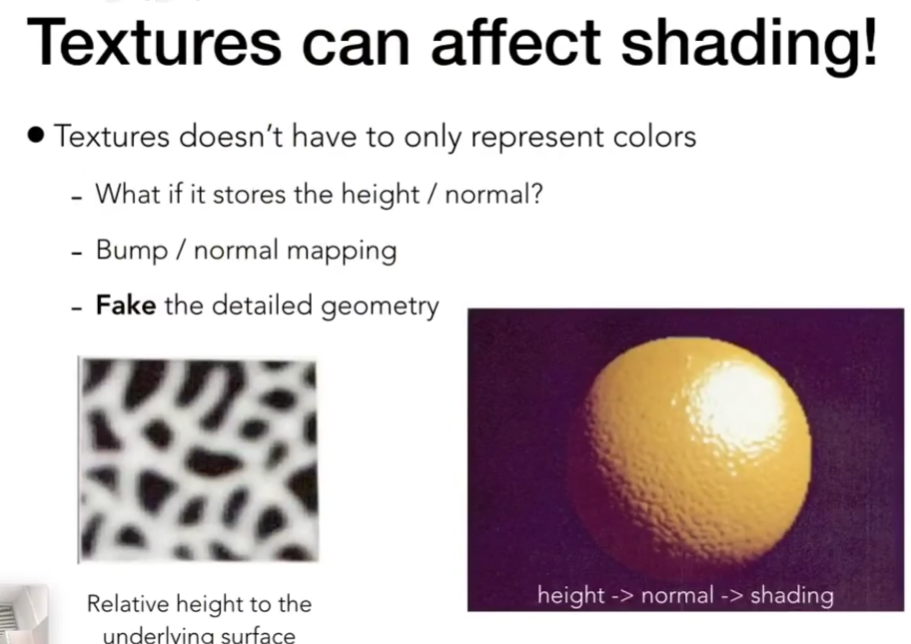 Textures can affect shading!
● Textures doesn't have to only represent colors
- What if it stores the height / normal?
- Bump / normal mapping
- Fake the detailed geometry
Relative height to the
underlying surface
height -> normal -> shading